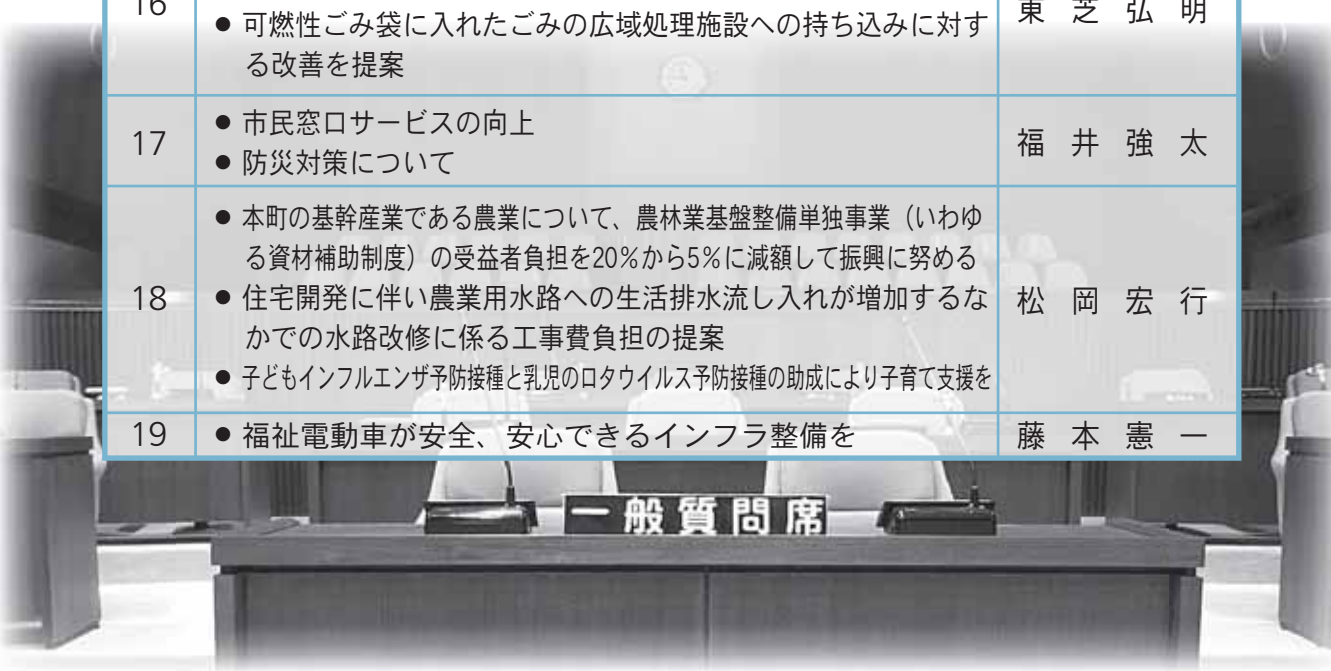 16
● 可燃性ごみ袋に入れたごみの広域処理施設への持ち込みに対す
る改善を提案
東芝弘明
17
● 市民窓口サービスの向上
● 防災対策について
福井強太
18
● 本町の基幹産業である農業について、農林業基盤整備単独事業（いわゆ
る資材補助制度）の受益者負担を20%から5%に減額して振興に努める
● 住宅開発に伴い農業用水路への生活排水流し入れが増加するな
かでの水路改修に係る工事費負担の提案
● 子どもインフルエンザ予防接種と乳児のロタウイルス予防接種の助成により子育て支援を
松岡宏行
19
● 福祉電動車が安全、安心できるインフラ整備を
藤本憲一
一般質問席